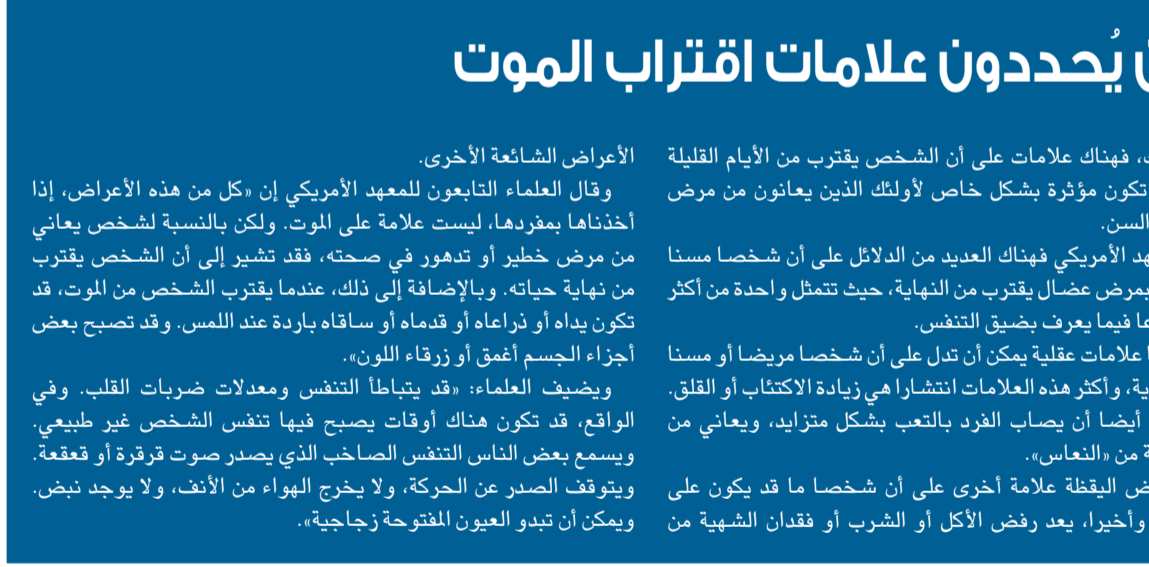 يُحددون علامات اقتراب الموت
فهناك علامات على أن الشخص يقترب من الأيام القليلة
تكون مؤثرة بشكل خاص لأولئك الذين يعانون من مرض
السن.
الأمريكي فهناك العديد من الدلائل على أن شخصا مسنا
بمرض عضال يقترب من النهاية، حيث تتمثل واحدة من أكثر
فيما يعرف بضيق التنفس.
علامات عقلية يمكن أن تدل على أن شخصا مريضا أو مسنا
وأكثر هذه العلامات انتشارا هي زيادة الاكتئاب أو القلق.
أيضا أن يصاب الفرد بالتعب بشكل متزايد، ويعاني من
من «النعاس».
اليقظة علامة أخرى على أن شخصا ما قد يكون على
وأخيرا، يعد رفض الأكل أو الشرب أو فقدان الشهية من
الأعراض الشائعة الأخرى.
وقال العلماء التابعون للمعهد الأمريكي إن «كل من هذه الأعراض، إذا
أخذناها بمفردها، ليست علامة على الموت. ولكن بالنسبة لشخص يعاني
من مرض خطير أو تدهور في صحته، فقد تشير إلى أن الشخص يقترب
من نهاية حياته. وبالإضافة إلى ذلك، عندما يقترب الشخص من الموت، قد
تكون يداه أو ذراعاه أو قدماه أو ساقاه باردة عند اللمس. وقد تصبح بعض
أجزاء الجسم أغمق أو زرقاء اللون».
ويضيف العلماء: «قد يتباطأ التنفس ومعدلات ضربات القلب. وفي
الواقع، قد تكون هناك أوقات يصبح فيها تنفس الشخص غير طبيعي.
ويسمع بعض الناس التنفس الصاخب الذي يصدر صوت قرقرة أو قعقعة.
ويتوقف الصدر عن الحركة، ولا يخرج الهواء من الأنف، ولا يوجد نبض.
ويمكن أن تبدو العيون المفتوحة زجاجية».